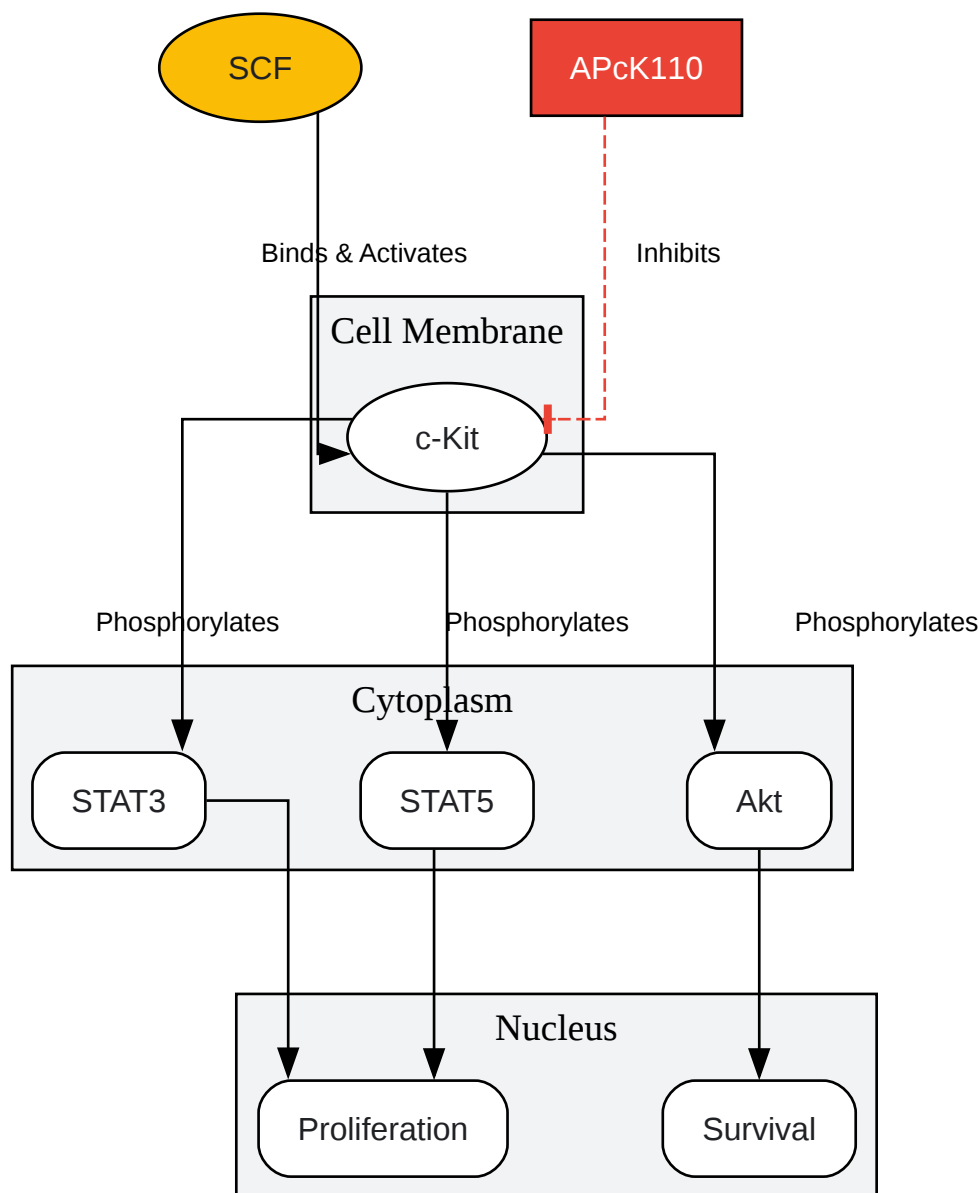 SCF
APcK110
Binds & Activates
Inhibits
Cell Membrane
c-Kit
Phosphorylates
Phosphorylates
Phosphorylates
Cytoplasm
STAT3
STAT5
Akt
Nucleus
Proliferation
Survival